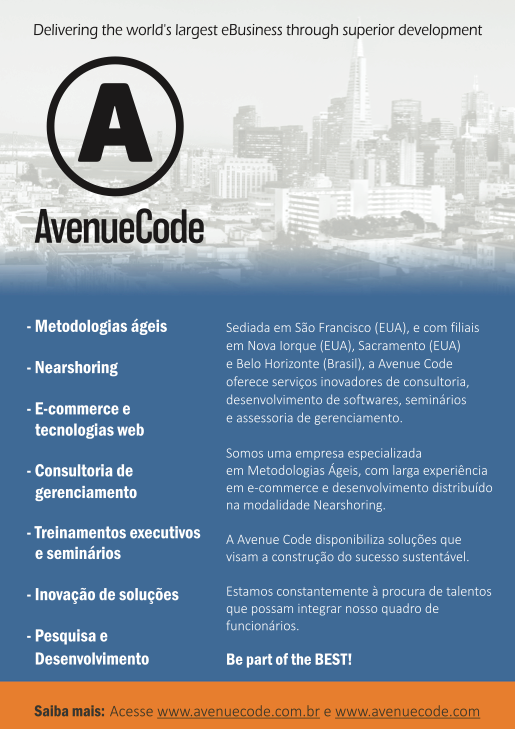 Delivering the world's largest eBusiness through superior development
A
AvenueCode
- Metodologias ágeis
- Nearshoring
- E-commerce e
tecnologias web
- Consultoria de
gerenciamento
- Treinamentos executivos
e seminários
- Inovação de soluções
- Pesquisa e
Desenvolvimento
Sediada em São Francisco (EUA), e com filiais
em Nova Iorque (EUA), Sacramento (EUA)
e Belo Horizonte (Brasil), a Avenue Code
oferece serviços inovadores de consultoria,
desenvolvimento de softwares, seminários
e assessoria de gerenciamento.
Somos uma empresa especializada
em Metodologias Ágeis, com larga experiência
em e-commerce e desenvolvimento distribuído
na modalidade Nearshoring.
A Avenue Code disponibiliza soluções que
visam a construção do sucesso sustentável.
Estamos constantemente à procura de talentos
que possam integrar nosso quadro de
funcionários.
Be part of the BEST!
Saiba mais: Acesse www.avenuecode.com.br e www.avenuecode.com